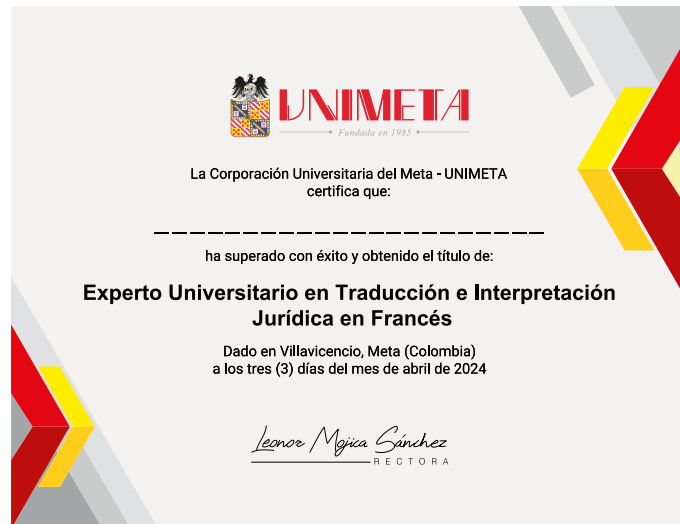 UNIMETA
Fundada en 1985
La Corporación Universitaria del Meta - UNIMETA
certifica que:
ha superado con éxito y obtenido el título de:
Experto Universitario en Traducción e Interpretación
Jurídica en Francés
Dado en Villavicencio, Meta (Colombia)
a los tres (3) días del mes de abril de 2024
Leonor Mojica Sánchez
RECTORA